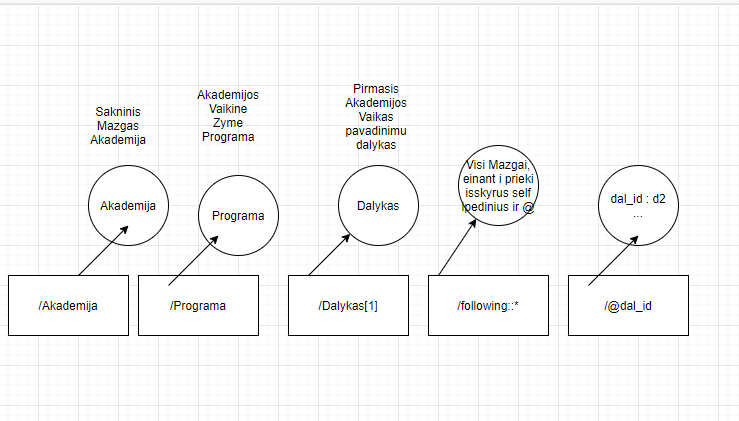 Sakninis
Mazgas
Akademija
Akademijos
Vaikine
Zyme
Programa
Pirmasis
Akademijos
Vaikas
pavadinimu
dalykas
Akademija
Programa
Dalykas
Visi Mazgai,
einant i prieki
isskyrus self
Ipedinius ir @
dal_id : d2
...
/Akademija
/Programa
/Dalykas[1]
/following::*
/@dal_id